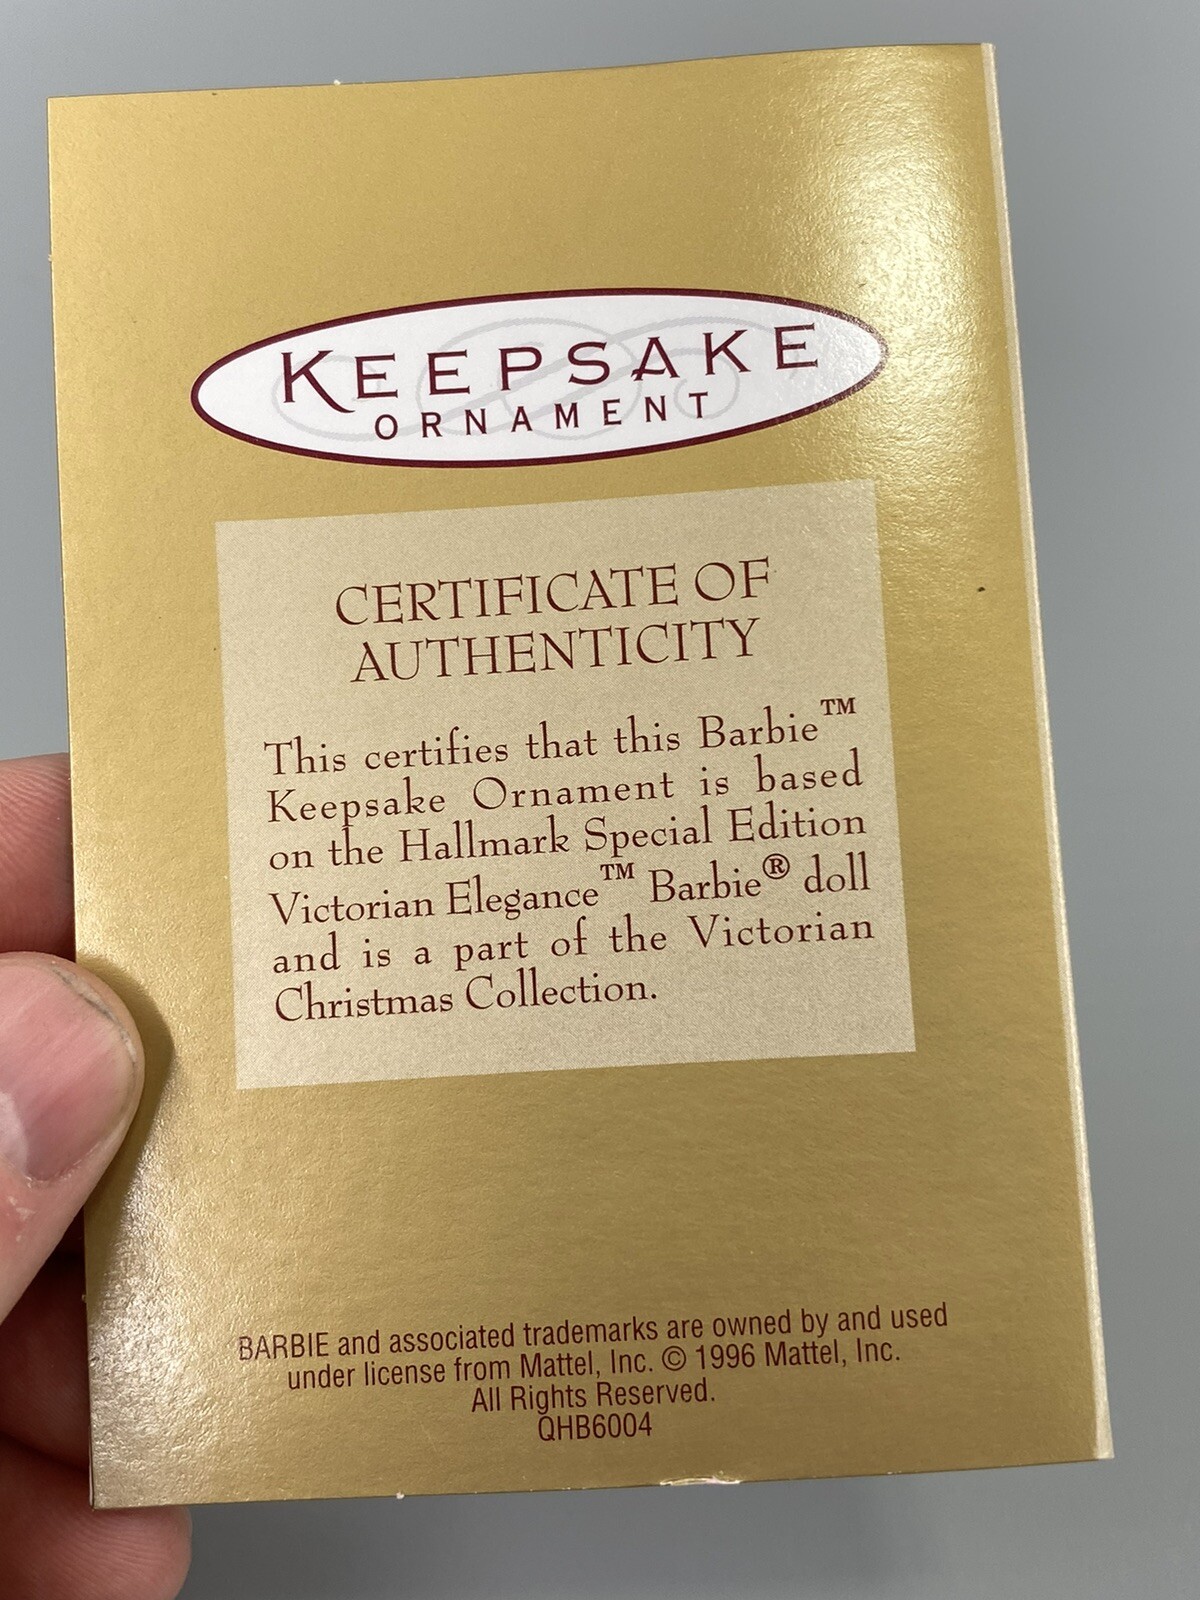 KEEPSAKE
ORNAMENT
CERTIFICATE OF
AUTHENTICITY
This certifies that this Barbie™
Keepsake Ornament is based
on the Hallmark Special Edition
Victorian Elegance™ Barbie® doll
and is a part of the Victorian
Christmas Collection.
BARBIE and associated trademarks are owned by and used
under license from Mattel, Inc. © 1996 Mattel, Inc.
All Rights Reserved.
QHB6004